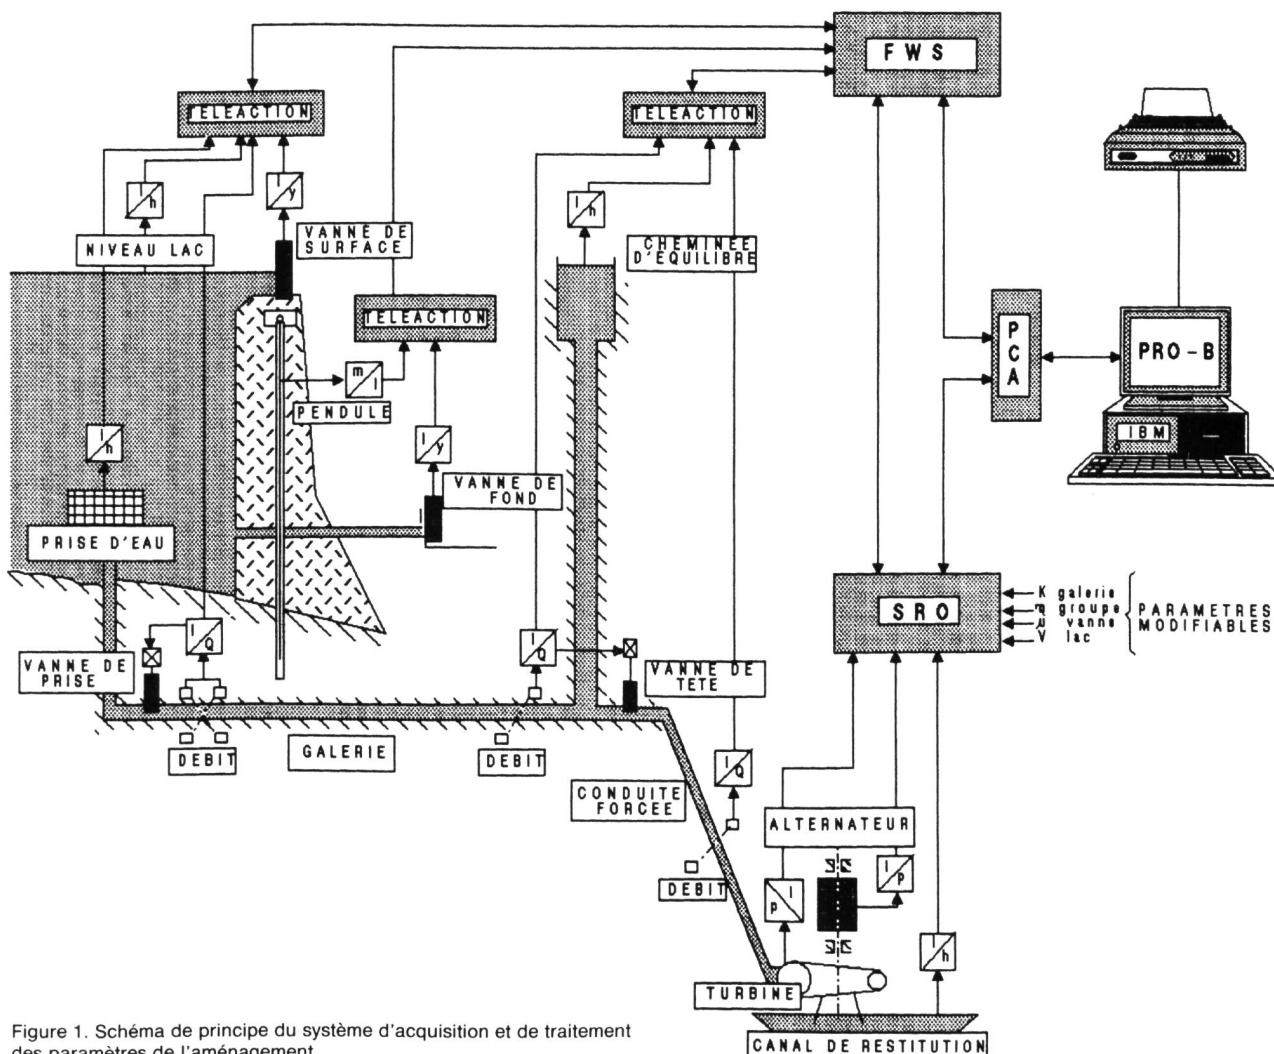 FWS
TELEACTION
TELEACTION
I
h
I
y
VANNE DE
SURFACE
NIVEAU LAC
I
h
CHEMINEE
D'EQUILIBRE
TELEACTION
m
I
PENDULE
P
C
A
PRO-B
IBM
I
h
I
y
VANNE DE
FOND
PRISE D'EAU
SRO
K galerie
m groupe
µ vanne
V lac
PARAMETRES
MODIFIABLES
I
Q
I
Q
VANNE DE
PRISE
VANNE DE
TETE
DEBIT
GALERIE
DEBIT
I
Q
CONDUITE
FORCEE
ALTERNATEUR
DEBIT
p
I
I
P
I
h
TURBINE
CANAL DE RESTITUTION
Figure 1. Schéma de principe du système d'acquisition et de traitement
des paramètres de l'aménagement